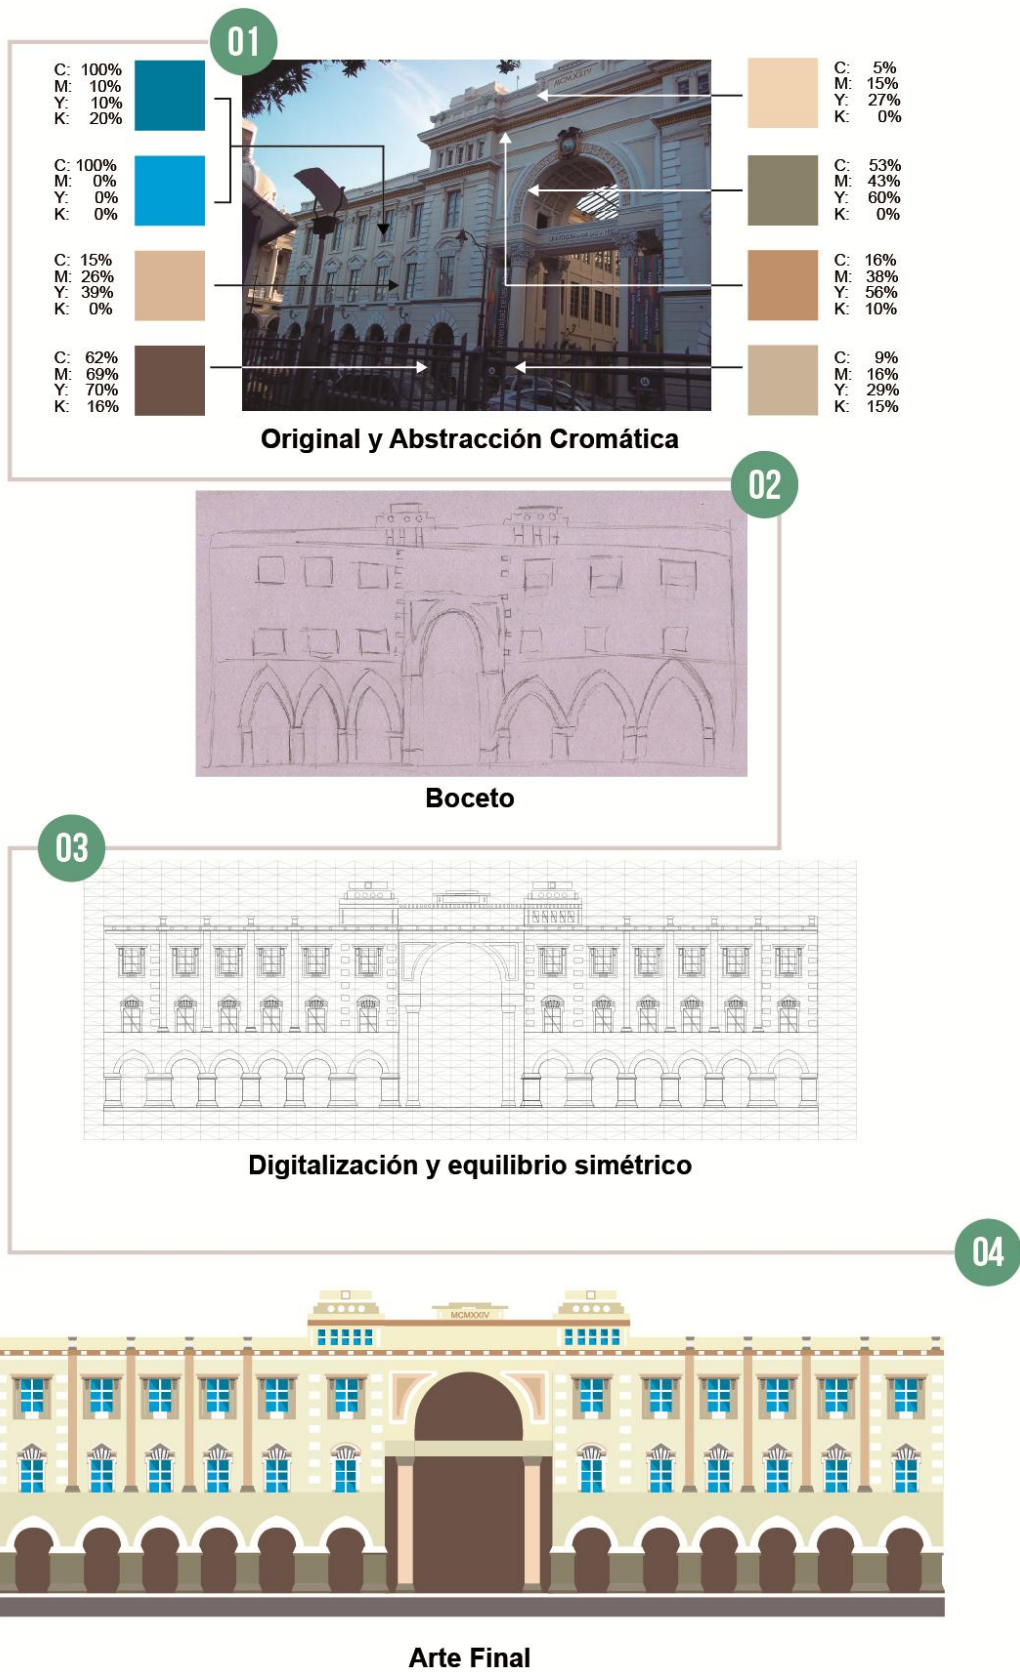 01
C: 100%
M: 10%
Y: 10%
K: 20%
C: 100%
M: 0%
Y: 0%
K: 0%
C: 15%
M: 26%
Y: 39%
K: 0%
C: 62%
M: 69%
Y: 70%
K: 16%
MCMXXIV
C: 5%
M: 15%
Y: 27%
K: 0%
C: 53%
M: 43%
Y: 60%
K: 0%
C: 16%
M: 38%
Y: 56%
K: 10%
C: 9%
M: 16%
Y: 29%
K: 15%
Original y Abstracción Cromática
02
Boceto
03
Digitalización y equilibrio simétrico
04
MCMXXIV
Arte Final